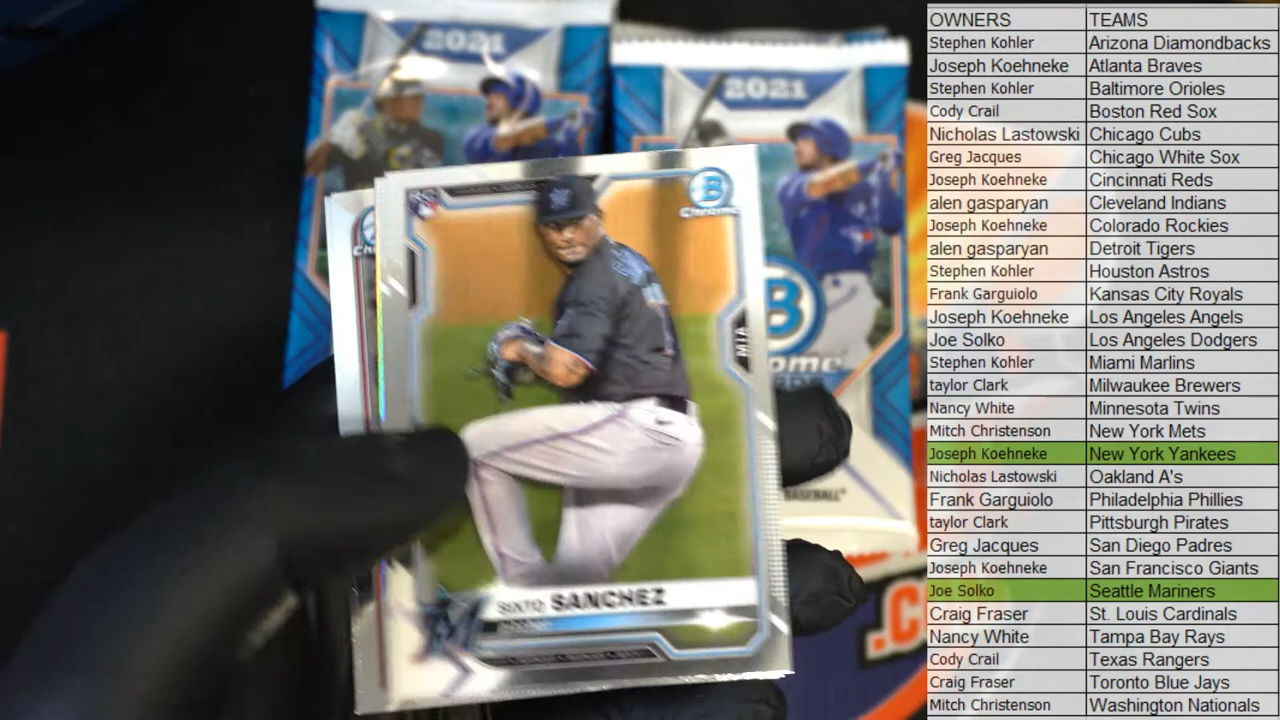 2021
2021
RC
B
Chrome
MIA
SIXTO SANCHEZ
BASEBALL
OWNERS TEAMS
Stephen Kohler Arizona Diamondbacks
Joseph Koehneke Atlanta Braves
Stephen Kohler Baltimore Orioles
Cody Crail Boston Red Sox
Nicholas Lastowski Chicago Cubs
Greg Jacques Chicago White Sox
Joseph Koehneke Cincinnati Reds
alen gasparyan Cleveland Indians
Joseph Koehneke Colorado Rockies
alen gasparyan Detroit Tigers
Stephen Kohler Houston Astros
Frank Garguiolo Kansas City Royals
Joseph Koehneke Los Angeles Angels
Joe Solko Los Angeles Dodgers
Stephen Kohler Miami Marlins
taylor Clark Milwaukee Brewers
Nancy White Minnesota Twins
Mitch Christenson New York Mets
Joseph Koehneke New York Yankees
Nicholas Lastowski Oakland A's
Frank Garguiolo Philadelphia Phillies
taylor Clark Pittsburgh Pirates
Greg Jacques San Diego Padres
Joseph Koehneke San Francisco Giants
Joe Solko Seattle Mariners
Craig Fraser St. Louis Cardinals
Nancy White Tampa Bay Rays
Cody Crail Texas Rangers
Craig Fraser Toronto Blue Jays
Mitch Christenson Washington Nationals